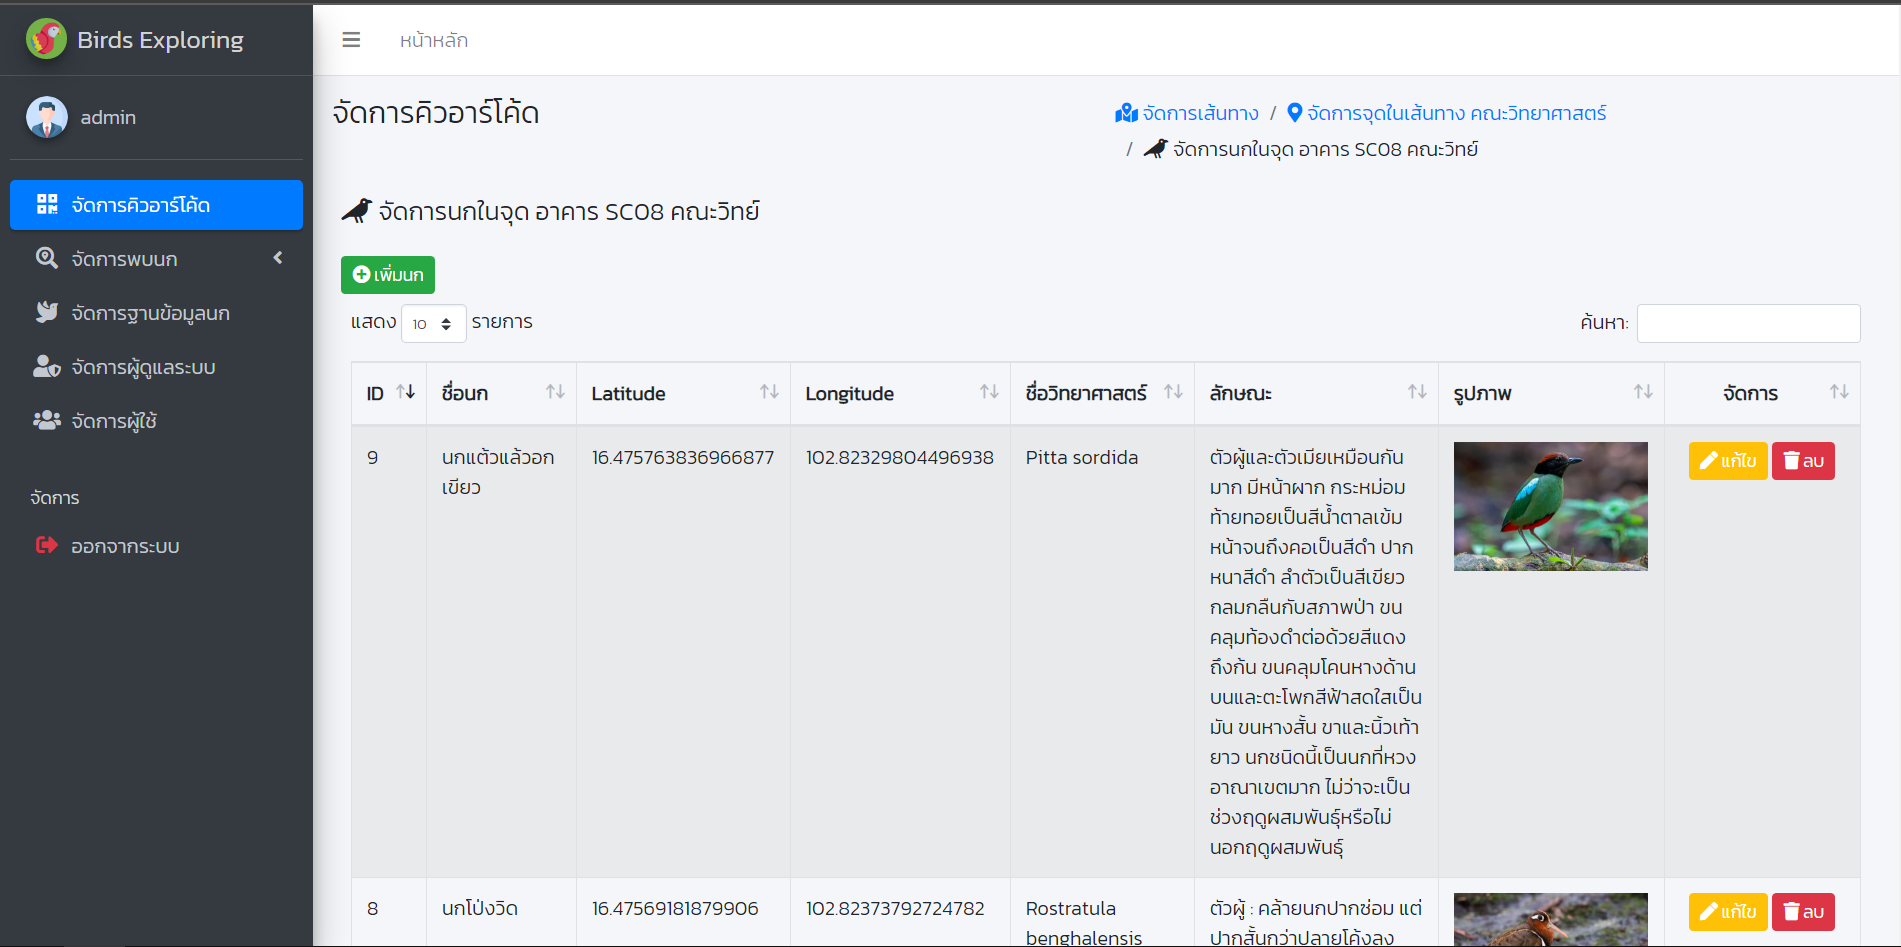 Birds Exploring
admin
จัดการคิวอาร์โค้ด
จัดการพบนก
จัดการฐานข้อมูลนก
จัดการผู้ดูแลระบบ
จัดการผู้ใช้
จัดการ
ออกจากระบบ
หน้าหลัก
จัดการคิวอาร์โค้ด
จัดการเส้นทาง / จัดการจุดในเส้นทาง คณะวิทยาศาสตร์
/ จัดการนกในจุด อาคาร SC08 คณะวิทย์
จัดการนกในจุด อาคาร SC08 คณะวิทย์
เพิ่มนก
แสดง 10 รายการ
ค้นหา:
ID ชื่อนก Latitude Longitude ชื่อวิทยาศาสตร์ ลักษณะ รูปภาพ จัดการ
9 นกแต้วแล้วอก 16.475763836966877 102.82329804496938 Pitta sordida ตัวผู้และตัวเมียเหมือนกัน แก้ไข ลบ
เขียว มาก มีหน้าผาก กระหม่อม
ท้ายทอยเป็นสีน้ำตาลเข้ม
หน้าจนถึงคอเป็นสีดำ ปาก
หนาสีดำ ลำตัวเป็นสีเขียว
กลมกลืนกับสภาพป่า ขน
คลุมท้องดำต่อด้วยสีแดง
ถึงก้น ขนคลุมโคนหางด้าน
บนและตะโพกสีฟ้าสดใสเป็น
มัน ขนหางสั้น ขาและนิ้วเท้า
ยาว นกชนิดนี้เป็นนกที่หวง
อาณาเขตมาก ไม่ว่าจะเป็น
ช่วงฤดูผสมพันธุ์หรือไม่
นอกฤดูผสมพันธุ์
8 นกโป่งวิด 16.47569181879906 102.82373792724782 Rostratula ตัวผู้ : คล้ายนกปากซ่อม แต่ แก้ไข ลบ
benghalensis ปากสั้นกว่าปลายโค้งลง